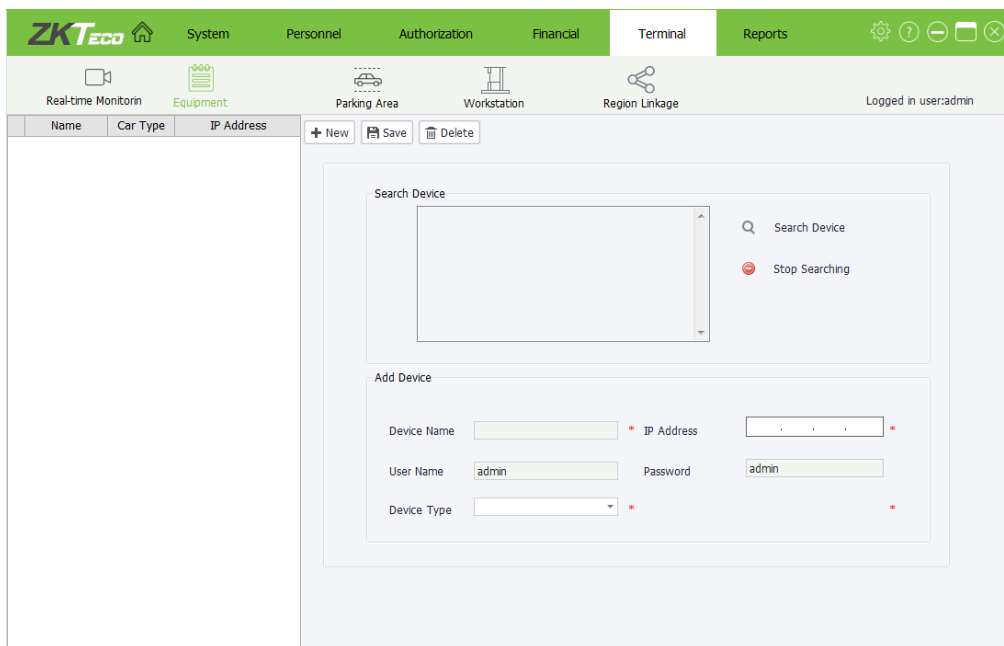 ZKTeco System Personnel Authorization Financial Terminal Reports ?
Real-time Monitorin Equipment Parking Area Workstation Region Linkage Logged in user:admin
Name Car Type IP Address + New Save Delete
Search Device
Search Device
Stop Searching
Add Device
Device Name * IP Address . . . *
User Name admin Password admin
Device Type * *